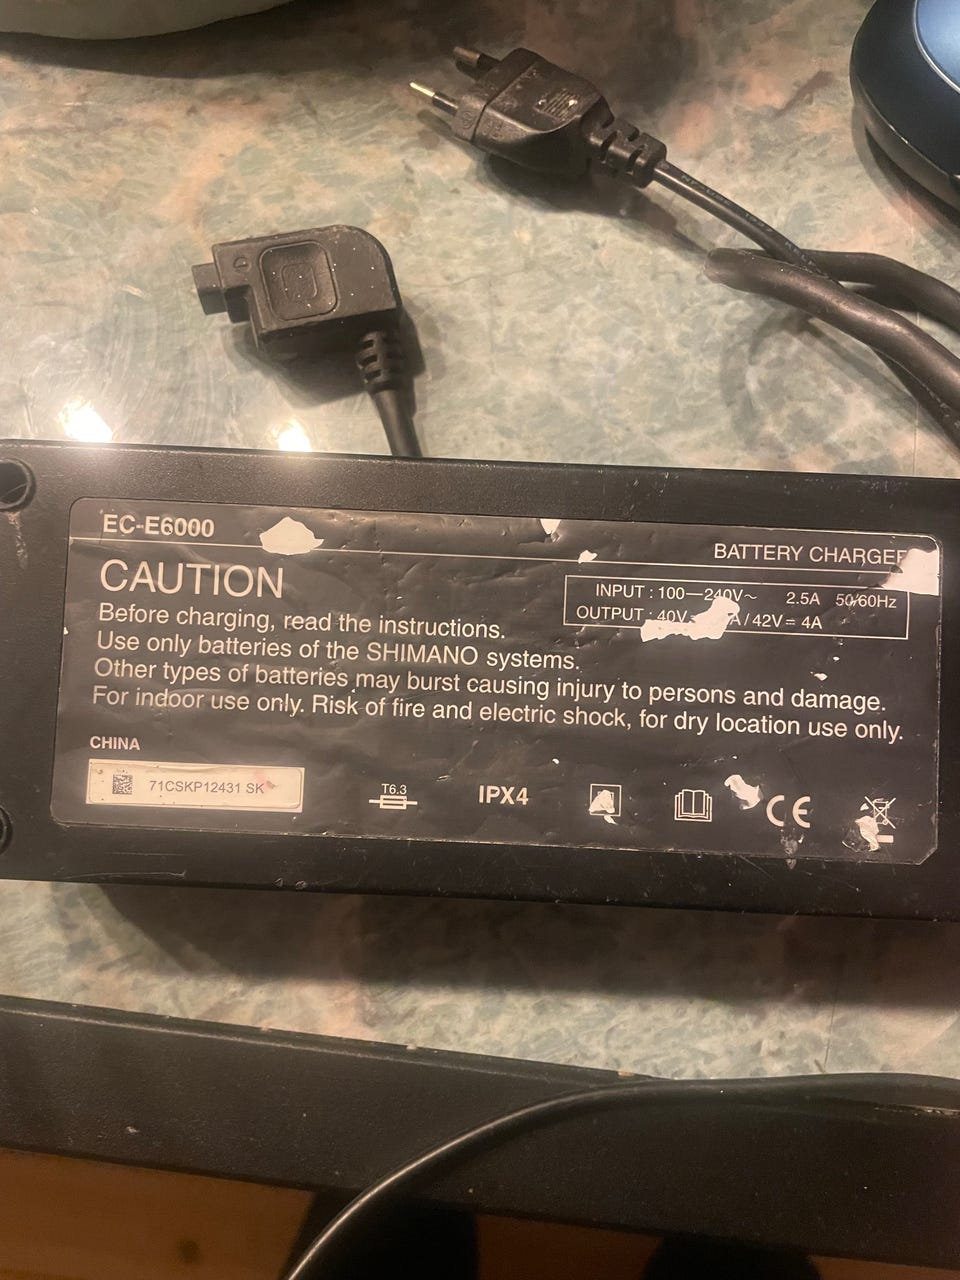 EC-E6000
BATTERY CHARGER
CAUTION
Before charging, read the instructions.
Use only batteries of the SHIMANO systems.
Other types of batteries may burst causing injury to persons and damage.
For indoor use only. Risk of fire and electric shock, for dry location use only.
INPUT : 100—240V～ 2.5A 50/60Hz
OUTPUT : 40V A / 42V = 4A
CHINA
71CSKP12431 SK
T6.3
IPX4
CE